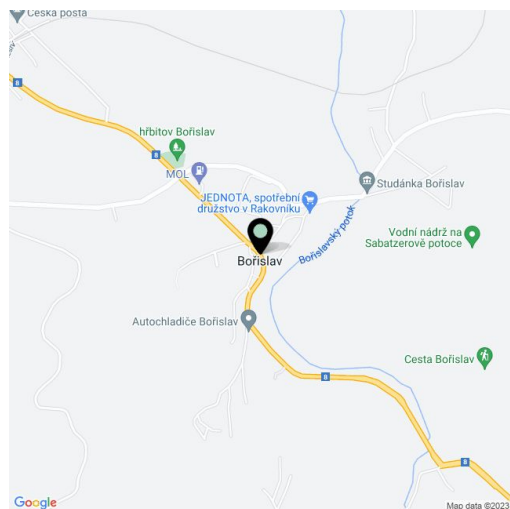 Česká pošta
8
hřbitov Bořislav
8
MOL
JEDNOTA, spotřební
družstvo v Rakovníku
Studánka Bořislav
Vodní nádrž na
Sabatzerově potoce
Bořislavský potok
Bořislav
Autochladiče Bořislav
Cesta Bořislav
8
8
Google
Map data ©2023